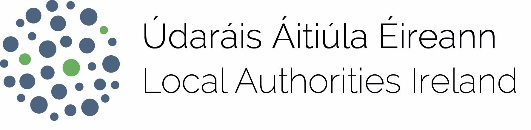 Údaráis Áitiúla Éireann
Local Authorities Ireland